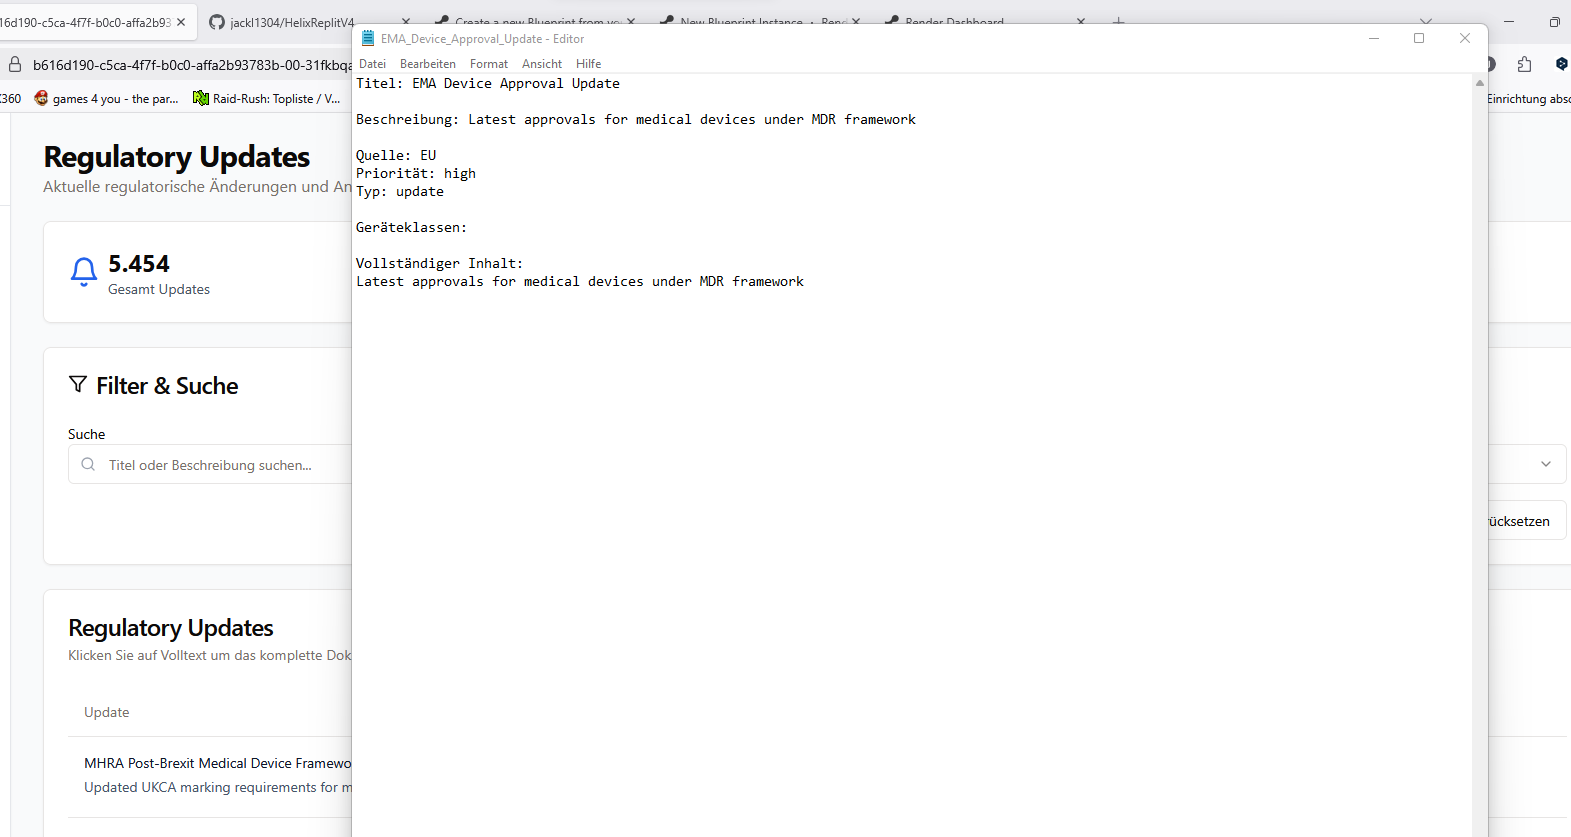 16d190-c5ca-4f7f-b0c0-affa2b93
jackl1304/HelixReplitV4
Create a new Blueprint from yo
New Blueprint Instance
Render Dashboard
b616d190-c5ca-4f7f-b0c0-affa2b93783b-00-31fkbqa
360
games 4 you - the par...
Raid-Rush: Topliste / V...
Einrichtung absc
EMA_Device_Approval_Update - Editor
Datei Bearbeiten Format Ansicht Hilfe
Titel: EMA Device Approval Update
Beschreibung: Latest approvals for medical devices under MDR framework
Quelle: EU
Priorität: high
Typ: update
Geräteklassen:
Vollständiger Inhalt:
Latest approvals for medical devices under MDR framework
Regulatory Updates
Aktuelle regulatorische Änderungen und An
5.454
Gesamt Updates
Filter & Suche
Suche
Titel oder Beschreibung suchen...
rücksetzen
Regulatory Updates
Klicken Sie auf Volltext um das komplette Dok
Update
MHRA Post-Brexit Medical Device Framewo
Updated UKCA marking requirements for m